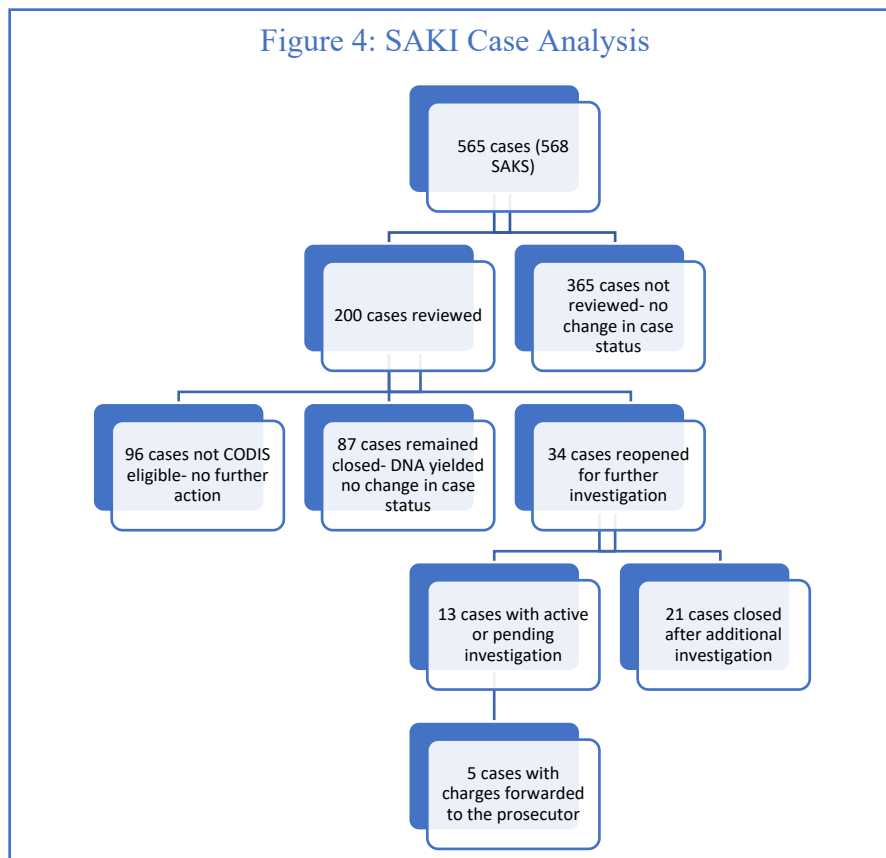 Figure 4: SAKI Case Analysis
565 cases (568
SAKS)
200 cases reviewed
365 cases not
reviewed- no
change in case
status
96 cases not CODIS
eligible- no further
action
87 cases remained
closed- DNA yielded
no change in case
status
34 cases reopened
for further
investigation
13 cases with active
or pending
investigation
21 cases closed
after additional
investigation
5 cases with
charges forwarded
to the prosecutor